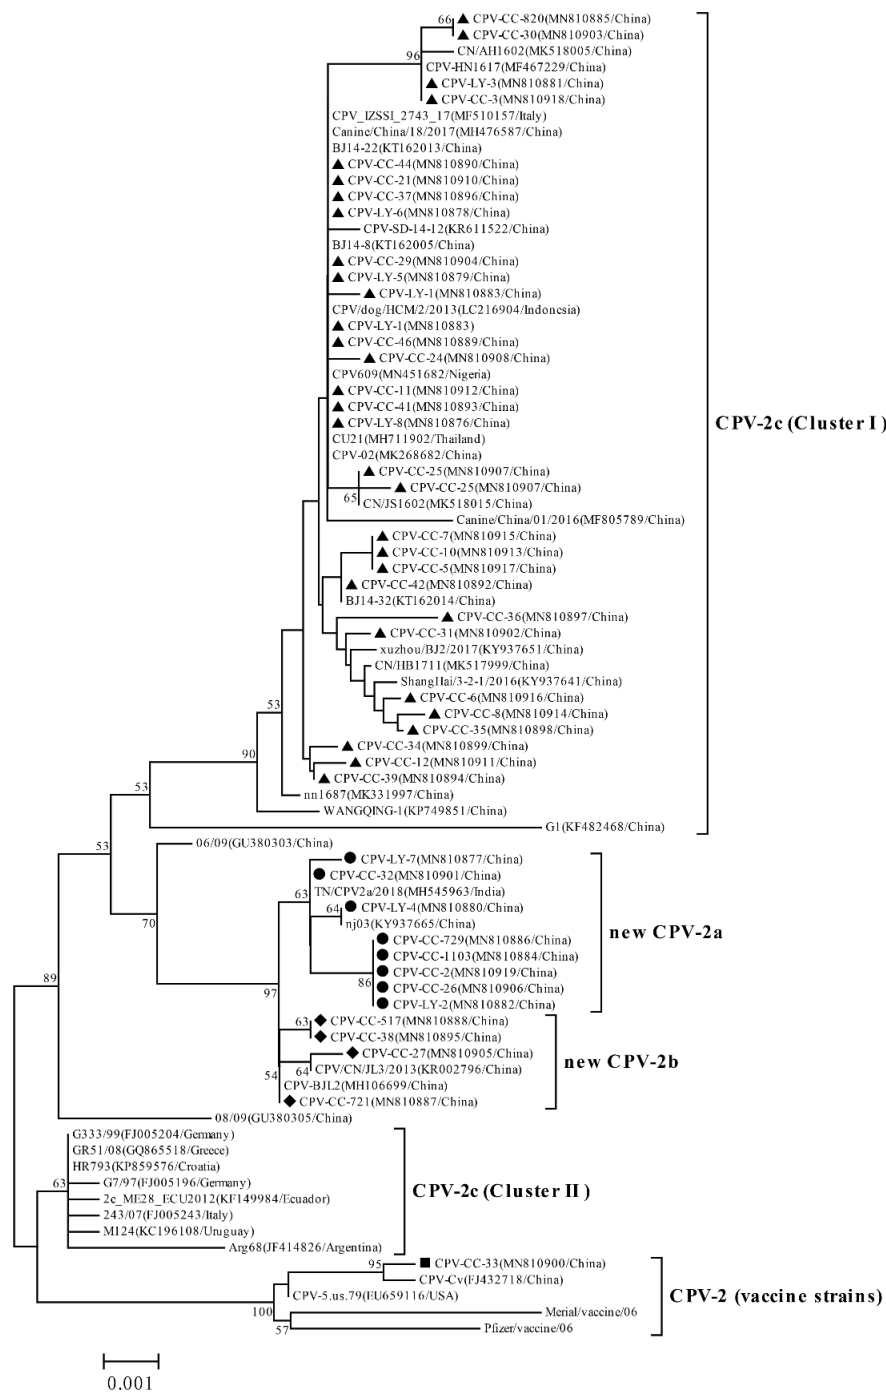 66
CPV-CC-820(MN810885/China)
CPV-CC-30(MN810903/China)
CN/AH1602(MK518005/China)
96
CPV-HN1617(MF467229/China)
CPV-LY-3(MN810881/China)
CPV-CC-3(MN810918/China)
CPV_IZSSI_2743_17(MF510157/Italy)
Canine/China/18/2017(MH476587/China)
BJ14-22(KT162013/China)
CPV-CC-44(MN810890/China)
CPV-CC-21(MN810910/China)
CPV-CC-37(MN810896/China)
CPV-LY-6(MN810878/China)
CPV-SD-14-12(KR611522/China)
BJ14-8(KT162005/China)
CPV-CC-29(MN810904/China)
CPV-LY-5(MN810879/China)
CPV-LY-1(MN810883/China)
CPV/dog/HCM/2/2013(LC216904/Indonesia)
CPV-LY-1(MN810883)
CPV-CC-46(MN810889/China)
CPV-CC-24(MN810908/China)
CPV609(MN451682/Nigeria)
CPV-CC-11(MN810912/China)
CPV-CC-41(MN810893/China)
CPV-LY-8(MN810876/China)
CPV-2c (Cluster I)
CU21(MH711902/Thailand)
CPV-02(MK268682/China)
CPV-CC-25(MN810907/China)
CPV-CC-25(MN810907/China)
65
CN/JS1602(MK518015/China)
Canine/China/01/2016(MF805789/China)
CPV-CC-7(MN810915/China)
CPV-CC-10(MN810913/China)
CPV-CC-5(MN810917/China)
CPV-CC-42(MN810892/China)
BJ14-32(KT162014/China)
CPV-CC-36(MN810897/China)
CPV-CC-31(MN810902/China)
xuzhou/BJ2/2017(KY937651/China)
CN/HB1711(MK517999/China)
ShangHai/3-2-1/2016(KY937641/China)
CPV-CC-6(MN810916/China)
53
CPV-CC-8(MN810914/China)
CPV-CC-35(MN810898/China)
CPV-CC-34(MN810899/China)
90
CPV-CC-12(MN810911/China)
CPV-CC-39(MN810894/China)
53
nn1687(MK331997/China)
WANGQING-1(KP749851/China)
G1(KF482468/China)
53
06/09(GU380303/China)
CPV-LY-7(MN810877/China)
CPV-CC-32(MN810901/China)
63
TN/CPV2a/2018(MH545963/India)
64
CPV-LY-4(MN810880/China)
70
nj03(KY937665/China)
new CPV-2a
CPV-CC-729(MN810886/China)
CPV-CC-1103(MN810884/China)
CPV-CC-2(MN810919/China)
89
86
CPV-CC-26(MN810906/China)
97
CPV-LY-2(MN810882/China)
63
CPV-CC-517(MN810888/China)
CPV-CC-38(MN810895/China)
CPV-CC-27(MN810905/China)
new CPV-2b
54
64
CPV/CN/JL3/2013(KR002796/China)
CPV-BJL2(MH106699/China)
CPV-CC-721(MN810887/China)
08/09(GU380305/China)
G333/99(FJ005204/Germany)
GR51/08(GQ865518/Greece)
HR793(KP859576/Croatia)
63
G7/97(FJ005196/Germany)
CPV-2c (Cluster II)
2c_ME28_ECU2012(KF149984/Ecuador)
243/07(FJ005243/Italy)
M124(KC196108/Uruguay)
Arg68(JF414826/Argentina)
95
CPV-CC-33(MN810900/China)
CPV-Cv(FJ432718/China)
CPV-5.us.79(EU659116/USA)
CPV-2 (vaccine strains)
100
Merial/vaccine/06
57
Pfizer/vaccine/06
0.001